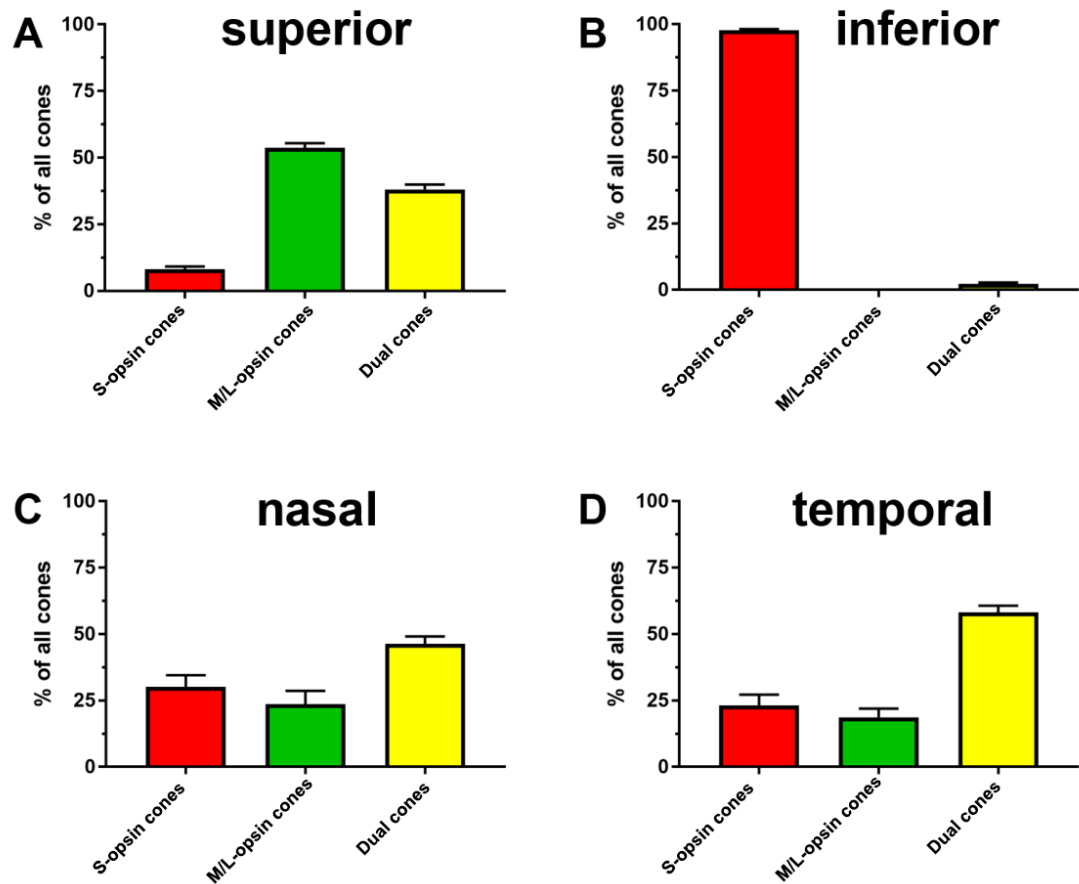 A
superior
% of all cones
100
75
50
25
0
S-opsin cones
M/L-opsin cones
Dual cones
B
inferior
% of all cones
100
75
50
25
0
S-opsin cones
M/L-opsin cones
Dual cones
C
nasal
% of all cones
100
75
50
25
0
S-opsin cones
M/L-opsin cones
Dual cones
D
temporal
% of all cones
100
75
50
25
0
S-opsin cones
M/L-opsin cones
Dual cones